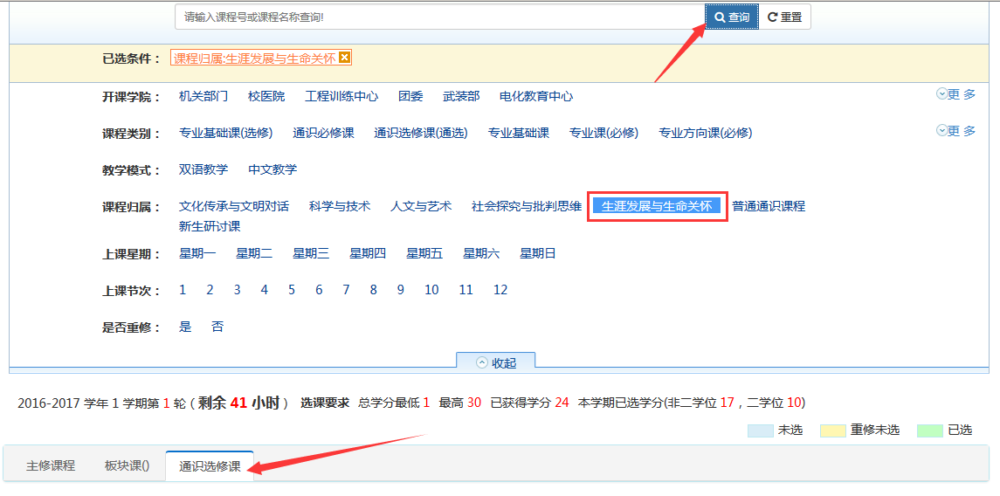 请输入课程号或课程名称查询! 查询 重置
已选条件： 课程归属:生涯发展与生命关怀
开课学院： 机关部门 校医院 工程训练中心 团委 武装部 电化教育中心 更 多
课程类别： 专业基础课(选修) 通识必修课 通识选修课(通选) 专业基础课 专业课(必修) 专业方向课(必修) 更 多
教学模式： 双语教学 中文教学
课程归属： 文化传承与文明对话 科学与技术 人文与艺术 社会探究与批判思维 生涯发展与生命关怀 普通通识课程
新生研讨课
上课星期： 星期一 星期二 星期三 星期四 星期五 星期六 星期日
上课节次： 1 2 3 4 5 6 7 8 9 10 11 12
是否重修： 是 否
收起
2016-2017 学年 1 学期第 1 轮（剩余 41 小时） 选课要求 总学分最低 1 最高 30 已获得学分 24 本学期已选学分(非二学位 17，二学位 10)
未选 重修未选 已选
主修课程 板块课() 通识选修课